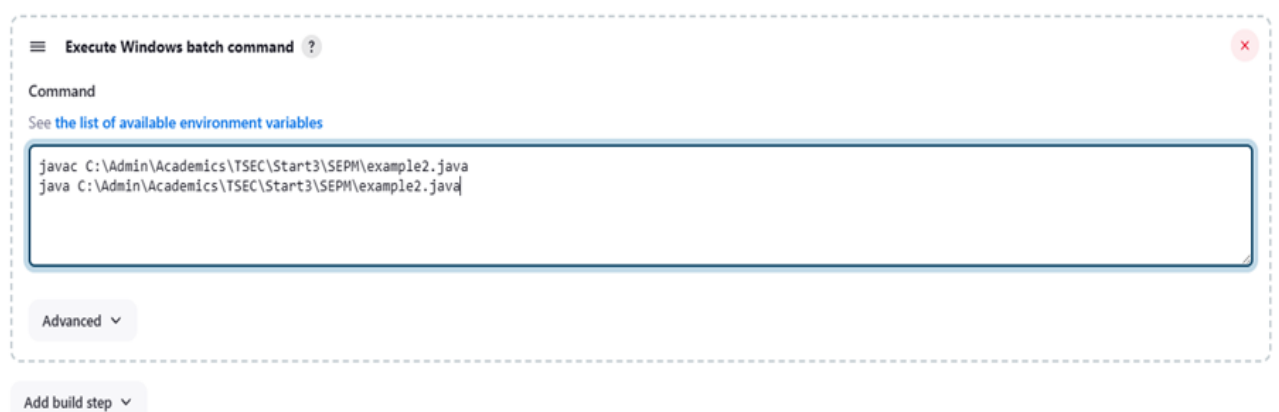 Execute Windows batch command ?
Command
See the list of available environment variables
javac C:\Admin\Academics\TSEC\Start3\SEPM\example2.java
java C:\Admin\Academics\TSEC\Start3\SEPM\example2.java
Advanced
Add build step